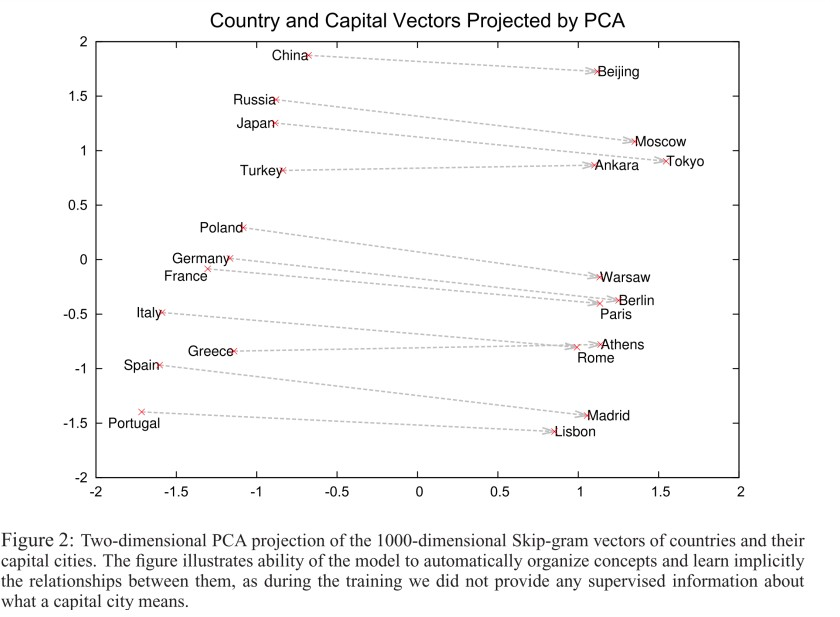 Country and Capital Vectors Projected by PCA
2
China
Beijing
1.5
Russia
Japan
Moscow
1
Turkey
Ankara
Tokyo
0.5
Poland
0
Germany
France
Warsaw
Berlin
-0.5
Italy
Paris
Greece
Athens
Rome
-1
Spain
Madrid
-1.5
Portugal
Lisbon
-2
-2 -1.5 -1 -0.5 0 0.5 1 1.5 2
Figure 2: Two-dimensional PCA projection of the 1000-dimensional Skip-gram vectors of countries and their
capital cities. The figure illustrates ability of the model to automatically organize concepts and learn implicitly
the relationships between them, as during the training we did not provide any supervised information about
what a capital city means.